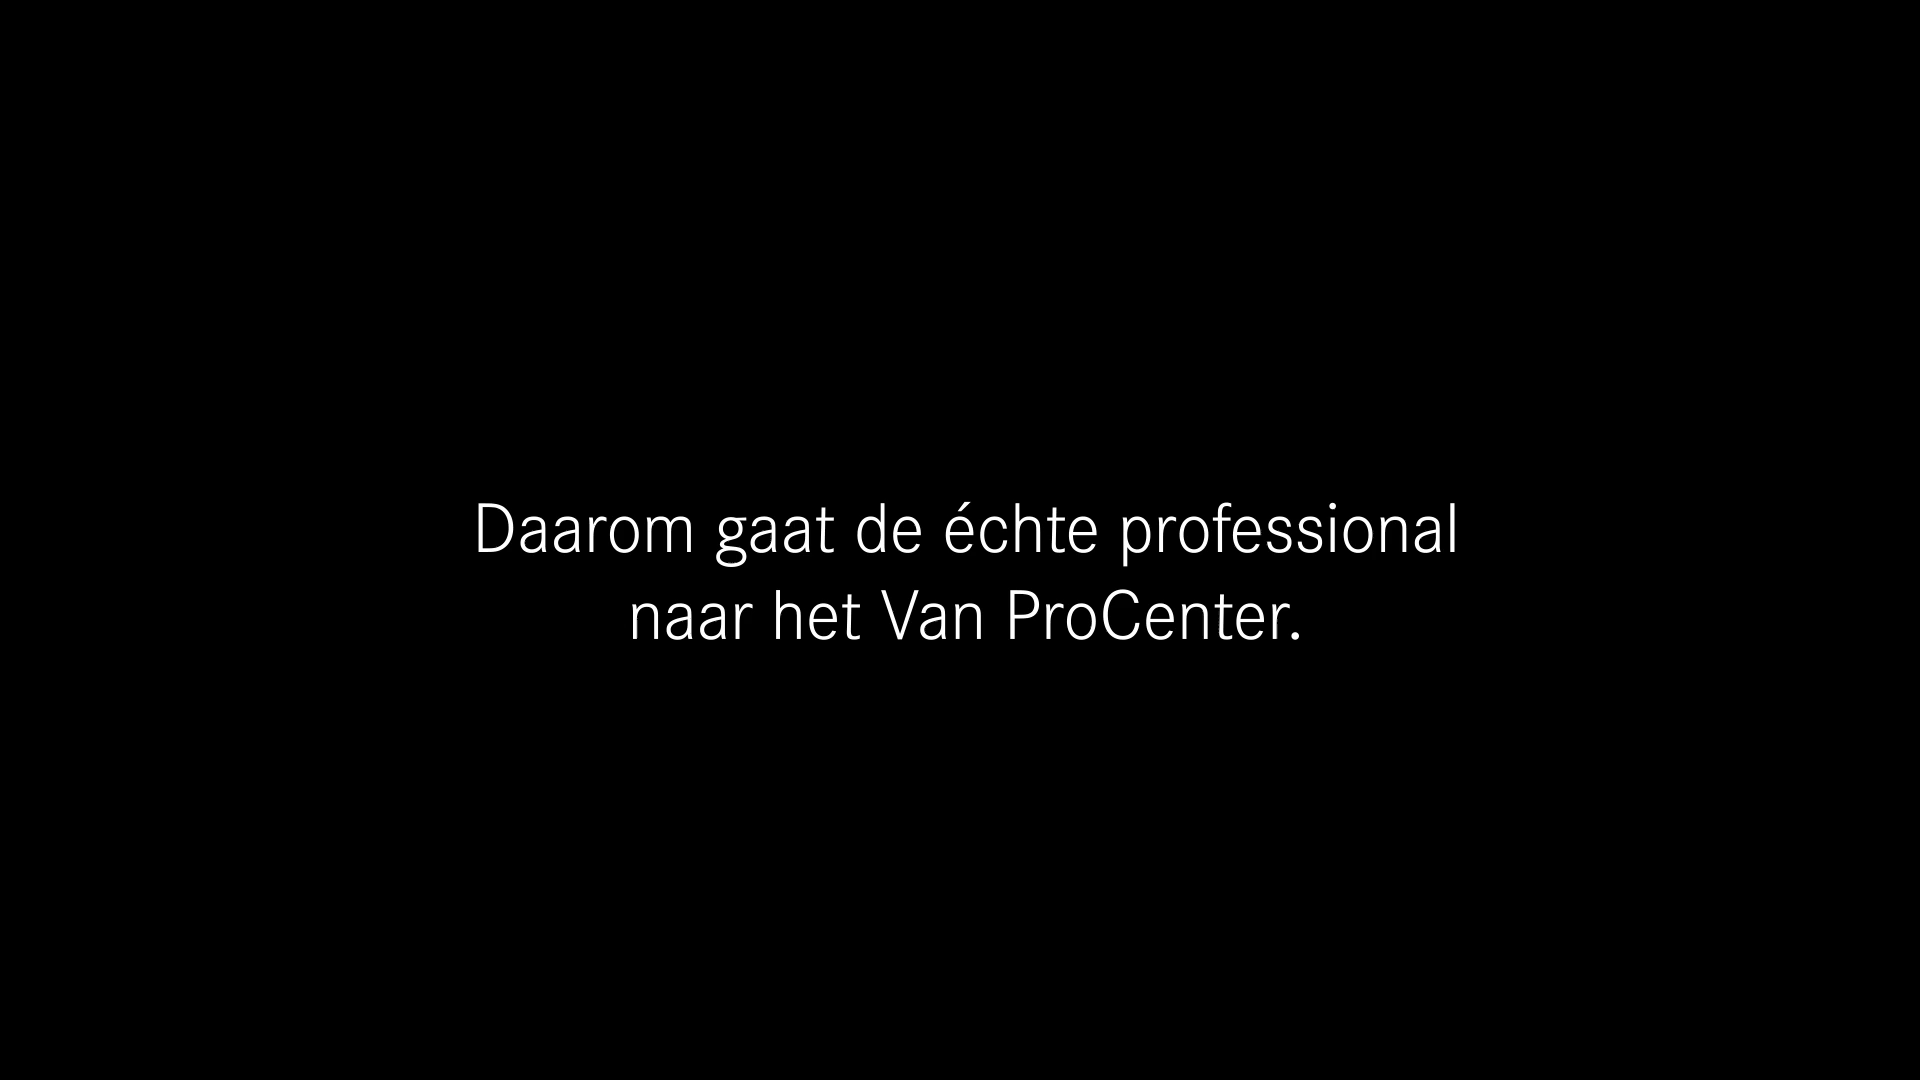 Daarom gaat de échte professional
naar het Van ProCenter.